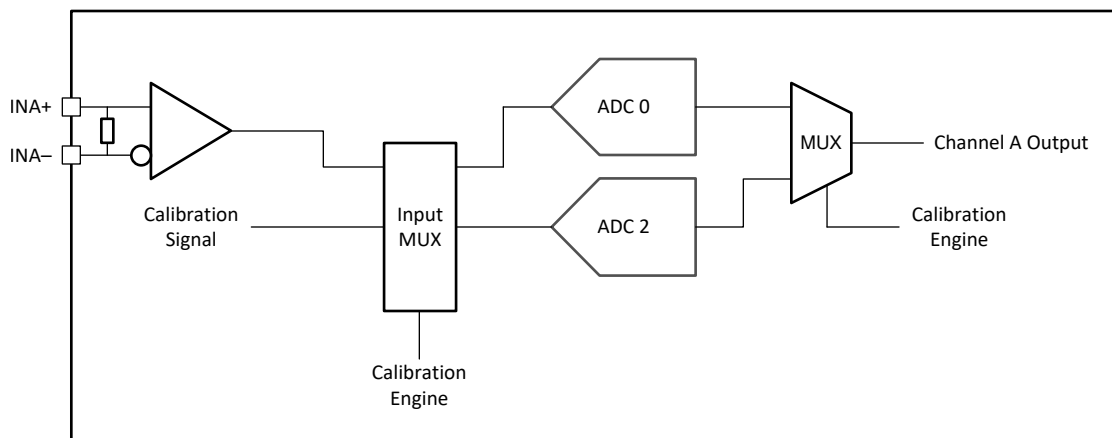 INA+
INA–
ADC 0
MUX
Channel A Output
Calibration
Signal
Input
MUX
ADC 2
Calibration
Engine
Calibration
Engine